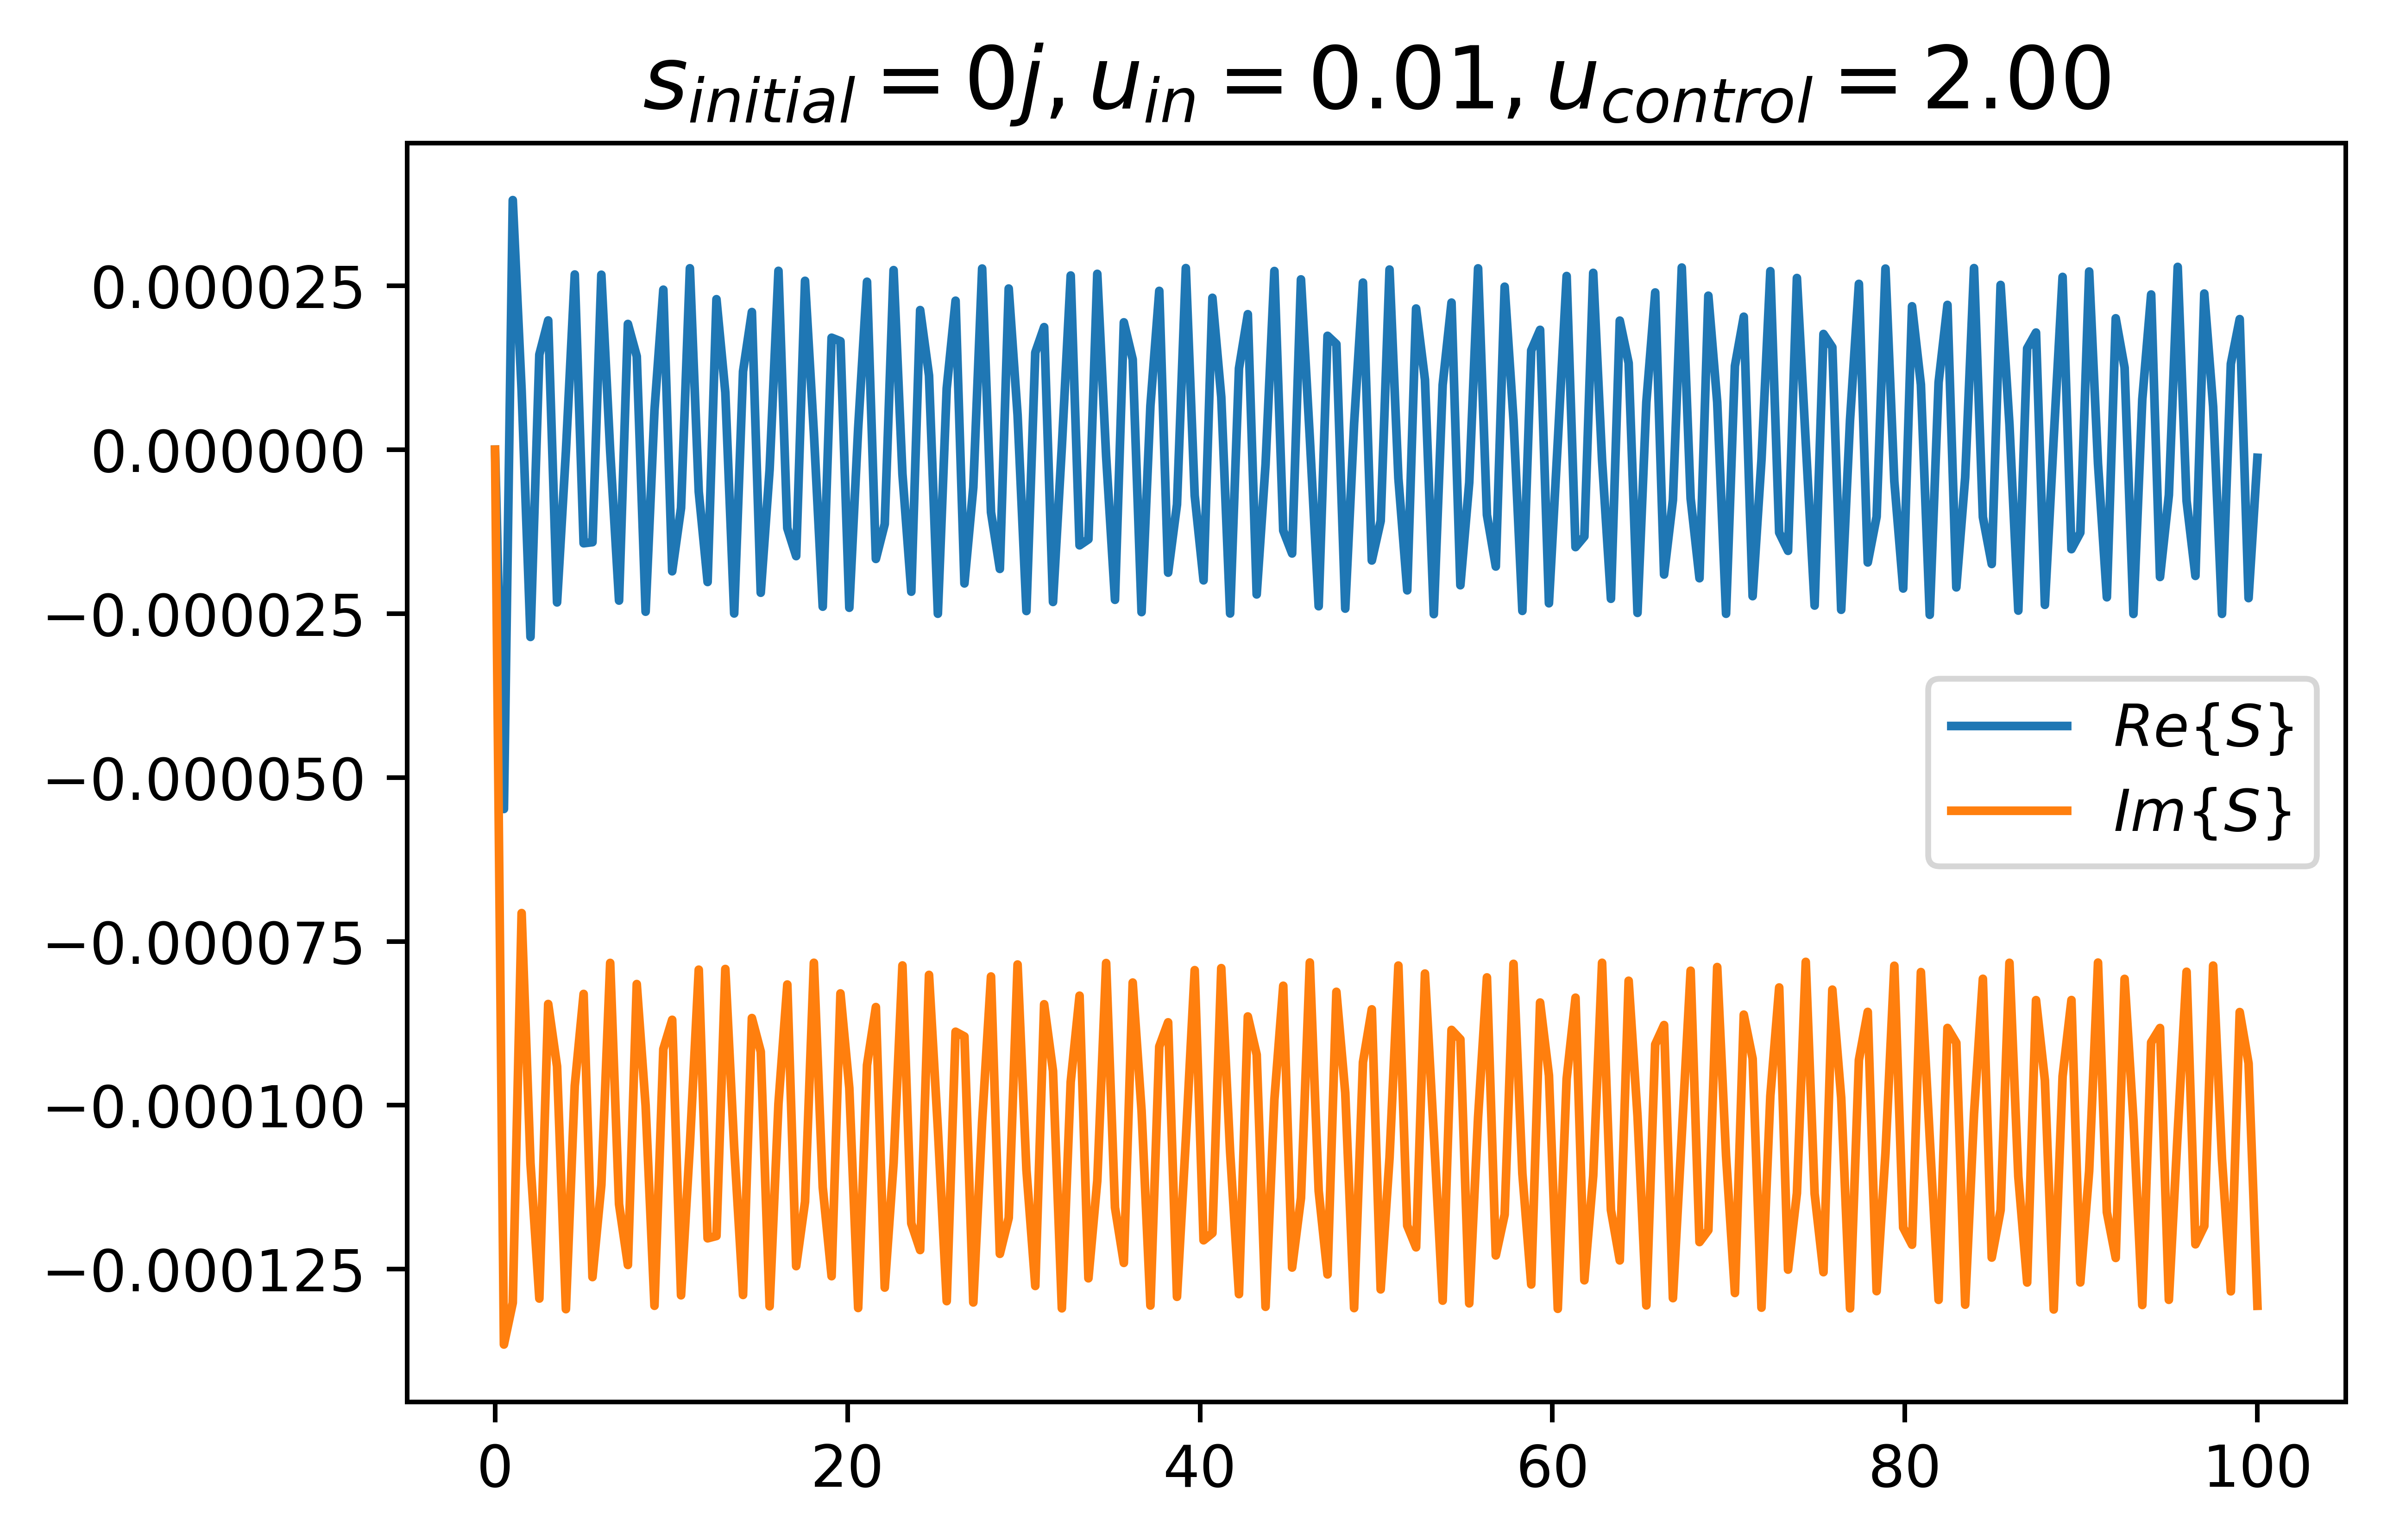 s_initial = 0j, u_in = 0.01, u_control = 2.00
0.000025
0.000000
−0.000025
−0.000050
−0.000075
−0.000100
−0.000125
Re{S}
Im{S}
0 20 40 60 80 100